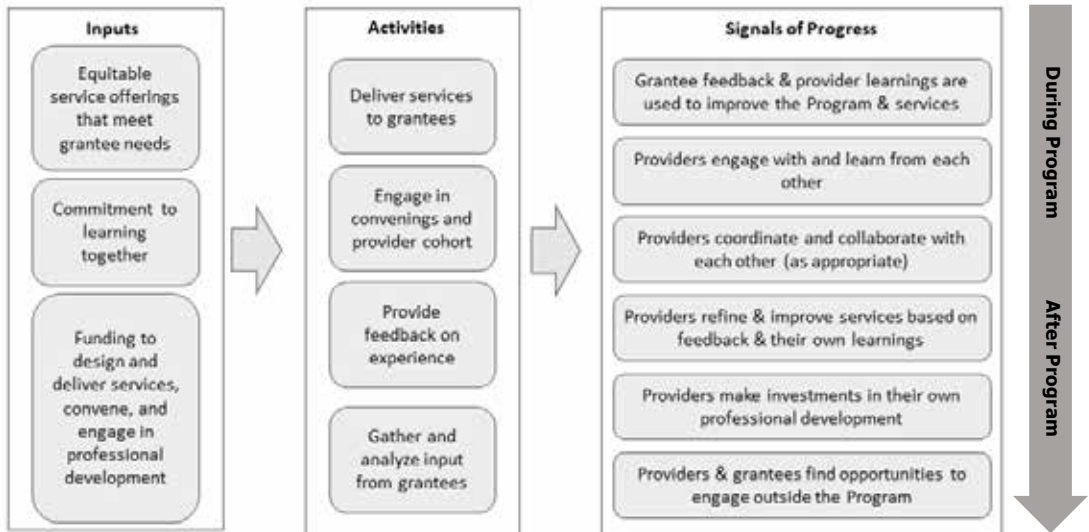 Inputs
Equitable
service offerings
that meet
grantee needs
Commitment to
learning
together
Funding to
design and
deliver services,
convene, and
engage in
professional
development
Activities
Deliver services
to grantees
Engage in
convenings and
provider cohort
Provide
feedback on
experience
Gather and
analyze input
from grantees
Signals of Progress
Grantee feedback & provider learnings are
used to improve the Program & services
Providers engage with and learn from each
other
Providers coordinate and collaborate with
each other (as appropriate)
Providers refine & improve services based on
feedback & their own learnings
Providers make investments in their own
professional development
Providers & grantees find opportunities to
engage outside the Program
During Program
After Program